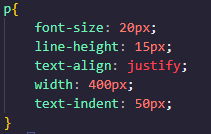 p{
font-size: 20px;
line-height: 15px;
text-align: justify;
width: 400px;
text-indent: 50px;
}